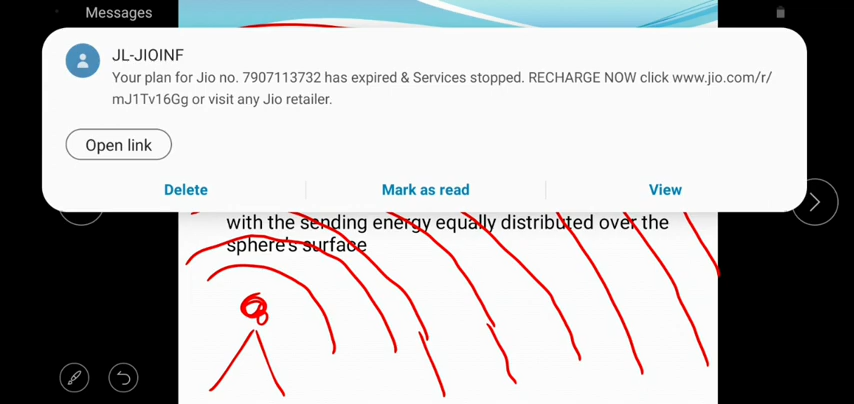 Messages
JL-JIOINF
Your plan for Jio no. 7907113732 has expired & Services stopped. RECHARGE NOW click www.jio.com/r/
mJ1Tv16Gg or visit any Jio retailer.
Open link
Delete Mark as read View
with the sending energy equally distributed over the
sphere's surface